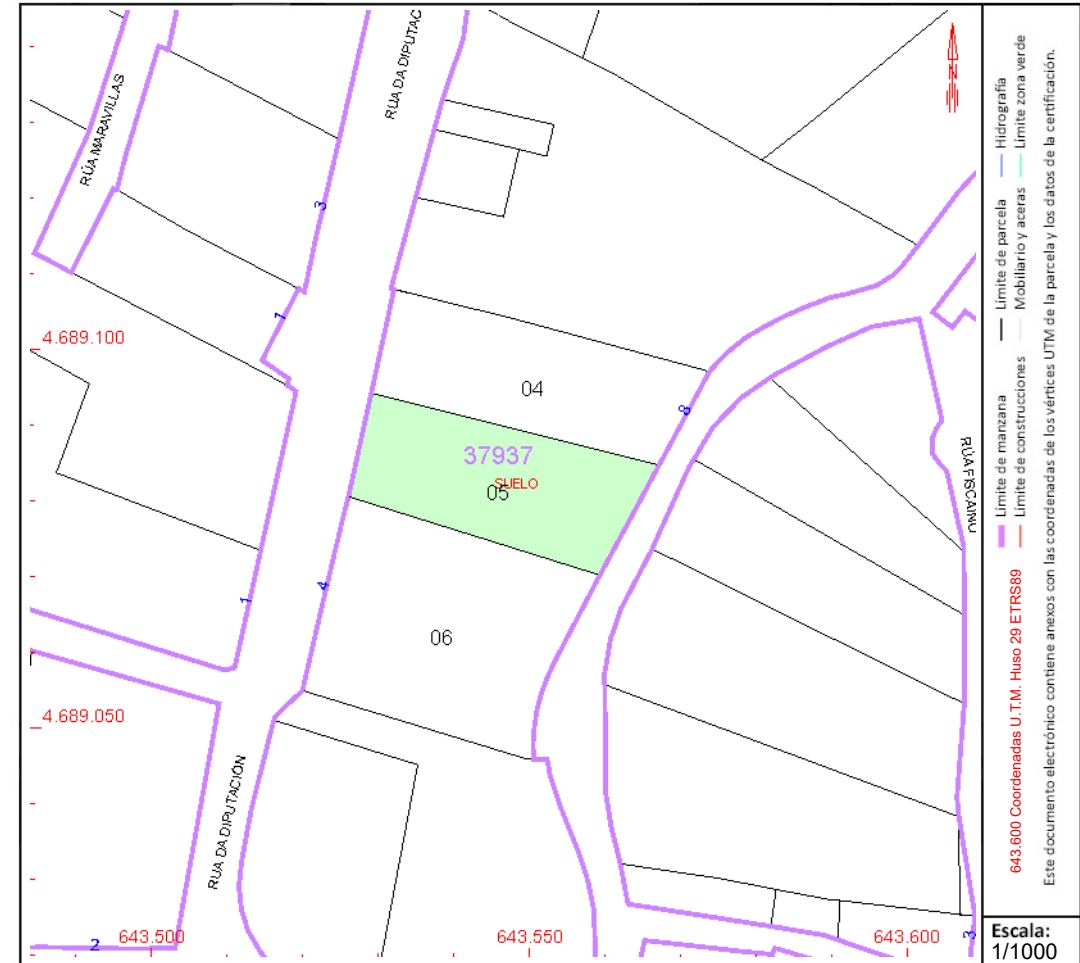 RUA DA DIPUTAC
RÚA MARAVILLAS
3
1
4.689.100
04
8
37937
SUELO
05
1
4
06
4.689.050
RUA DA DIPUTACIÓN
2
643.500
643.550
643.600
3
N
643.600 Coordenadas U.T.M. Huso 29 ETRS89
Límite de manzana
Límite de parcela
Hidrografía
Límite de construcciones
Mobiliario y aceras
Límite zona verde
Este documento electrónico contiene anexos con las coordenadas de los vértices UTM de la parcela y los datos de la certificación.
Escala:
1/1000